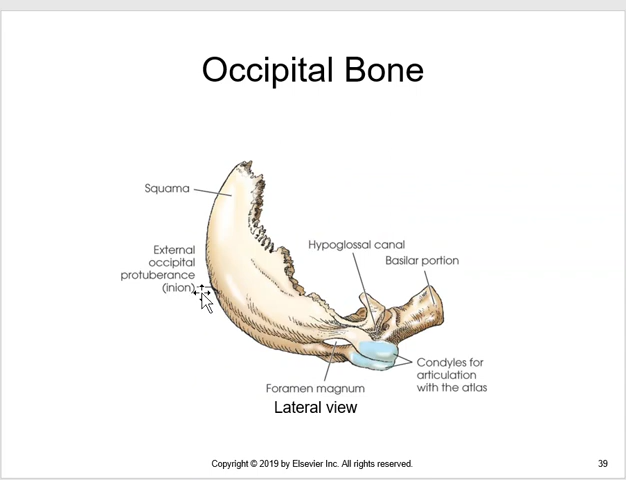 Occipital Bone
Squama
Hypoglossal canal
External
occipital
protuberance
(inion)
Basilar portion
Condyles for
articulation
with the atlas
Foramen magnum
Lateral view
Copyright © 2019 by Elsevier Inc. All rights reserved.
39